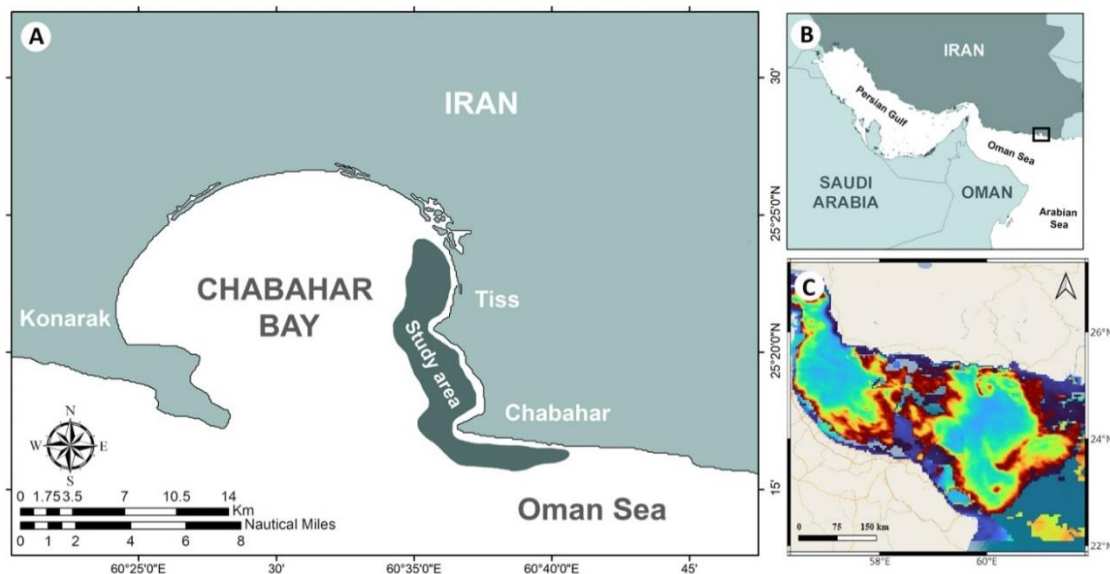 A
IRAN
CHABAHAR
BAY
Konarak
Tiss
Study area
Chabahar
Oman Sea
N
W E
S
0 1.75 3.5 7 10.5 14
Km
Nautical Miles
0 1 2 4 6 8
60°25'0"E 60°35'0"E 60°40'0"E 45'
30'
25°25'0"N
25°20'0"N
15'
B
IRAN
Persian Gulf
Oman Sea
SAUDI
ARABIA
OMAN
Arabian
Sea
C
26°N
24°N
22°N
0 75 150 km
58°E 60°E